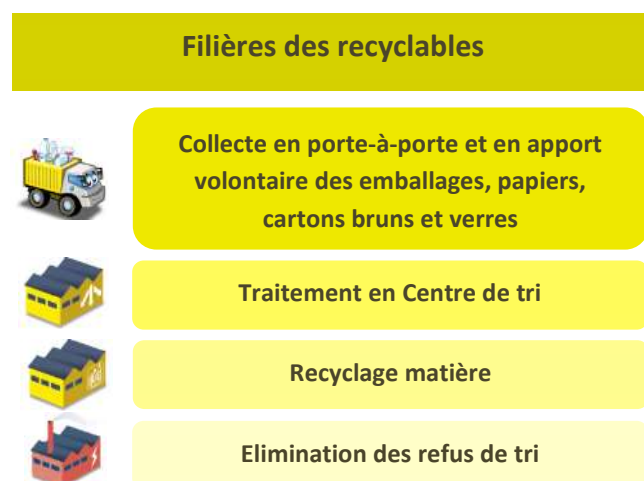 Filières des recyclables
Collecte en porte-à-porte et en apport
volontaire des emballages, papiers,
cartons bruns et verres
Traitement en Centre de tri
Recyclage matière
Elimination des refus de tri